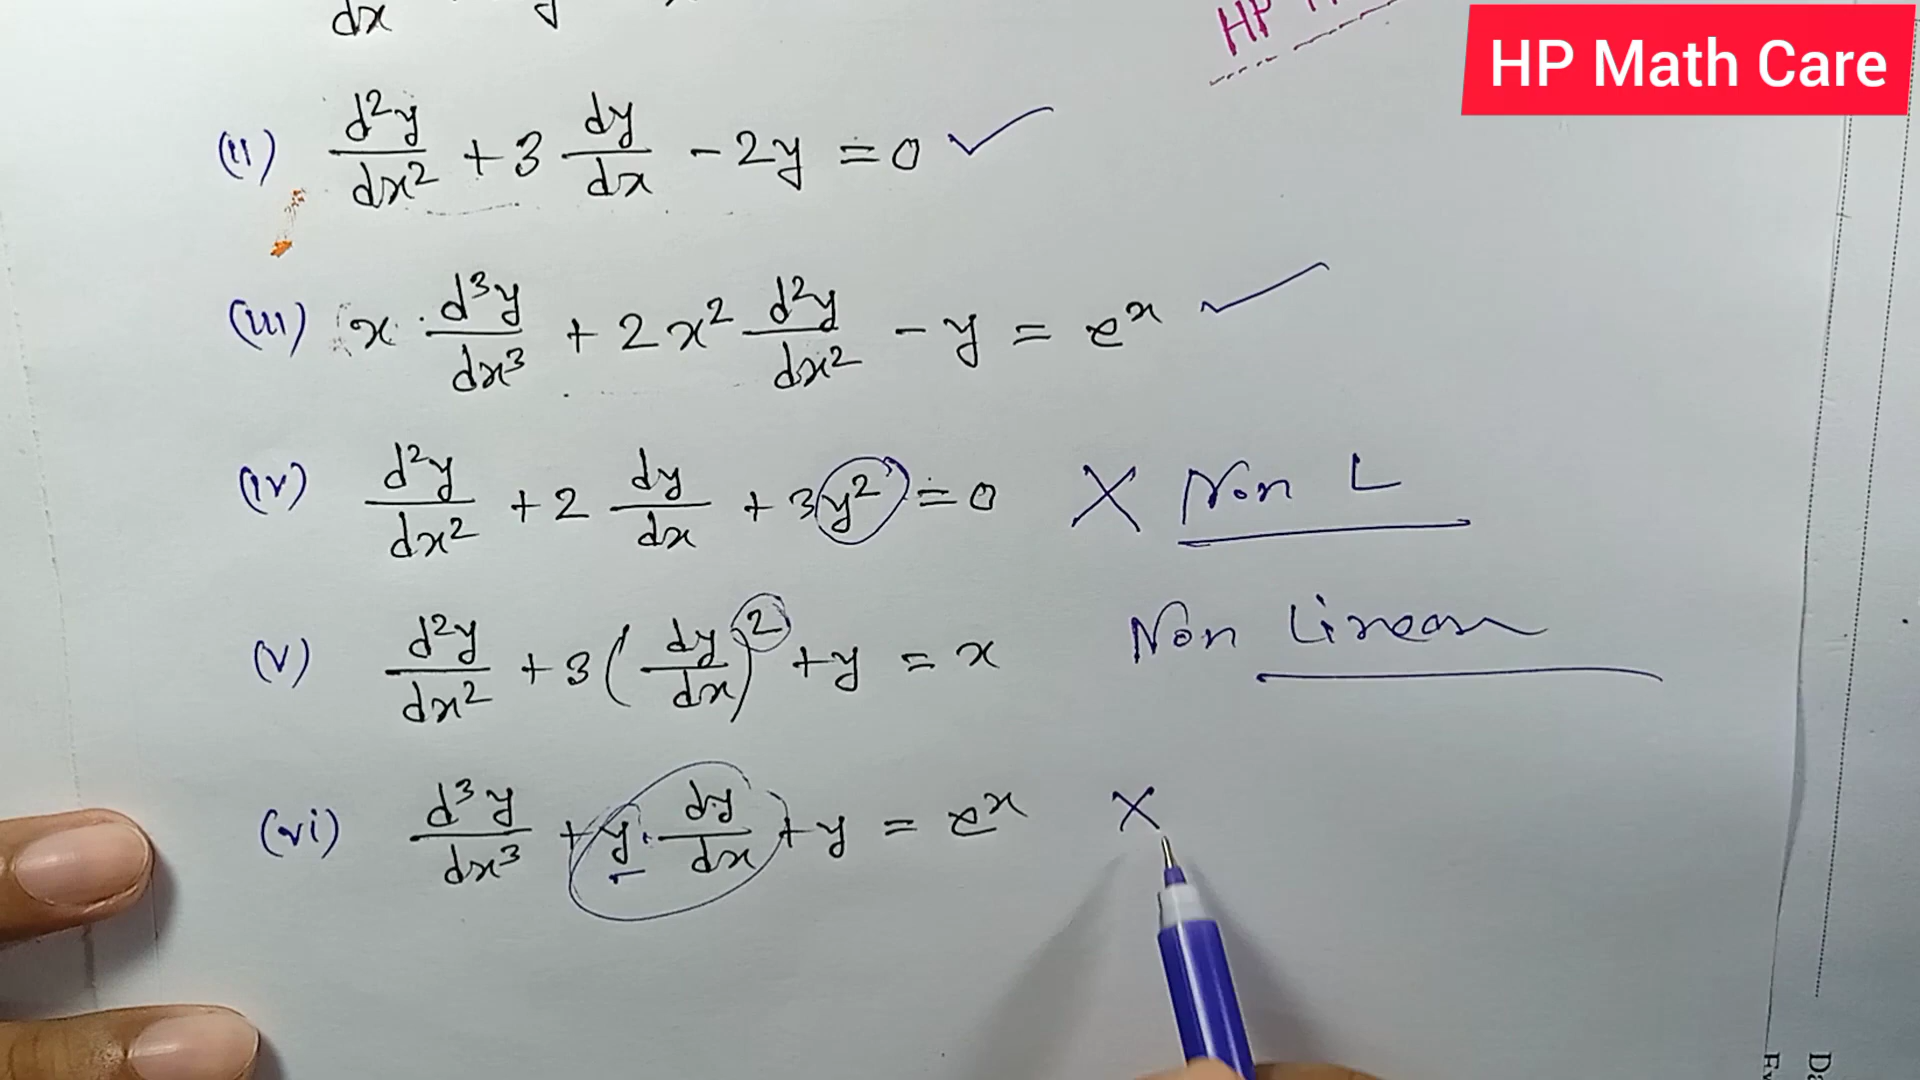 dx y
HP
HP Math Care
(ii) d²y/dx² + 3 dy/dx - 2y = 0 ✓
(iii) x · d³y/dx³ + 2x² d²y/dx² - y = eˣ ✓
(iv) d²y/dx² + 2 dy/dx + 3y² = 0 X Non L
(v) d²y/dx² + 3(dy/dx)² + y = x Non Linear
(vi) d³y/dx³ + y · dy/dx + y = eˣ X